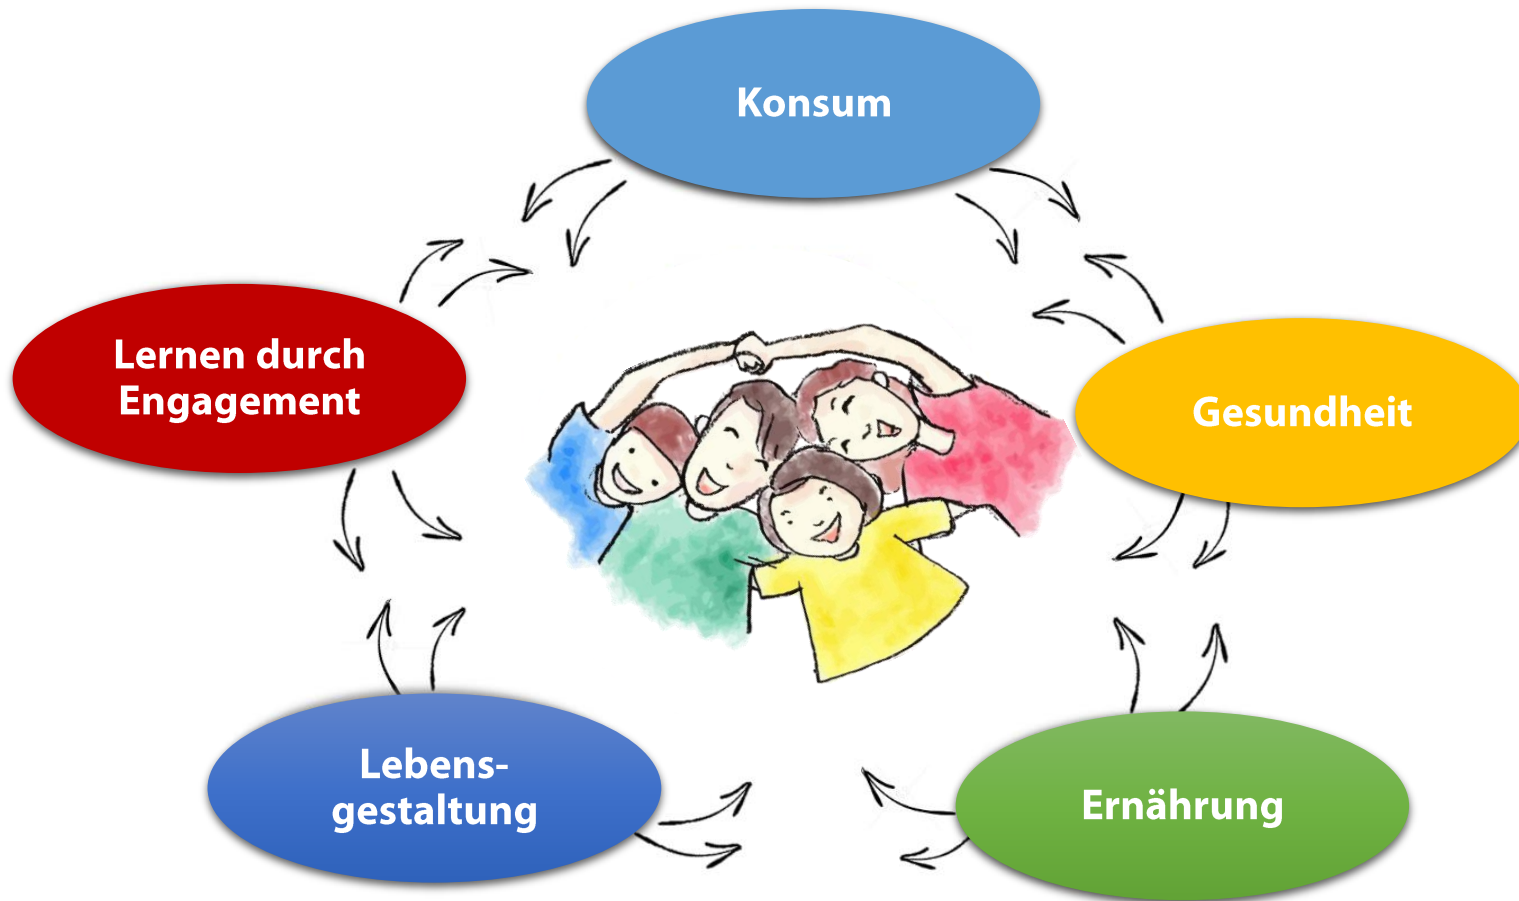 Konsum
Lernen durch
Engagement
Gesundheit
Lebens-
gestaltung
Ernährung